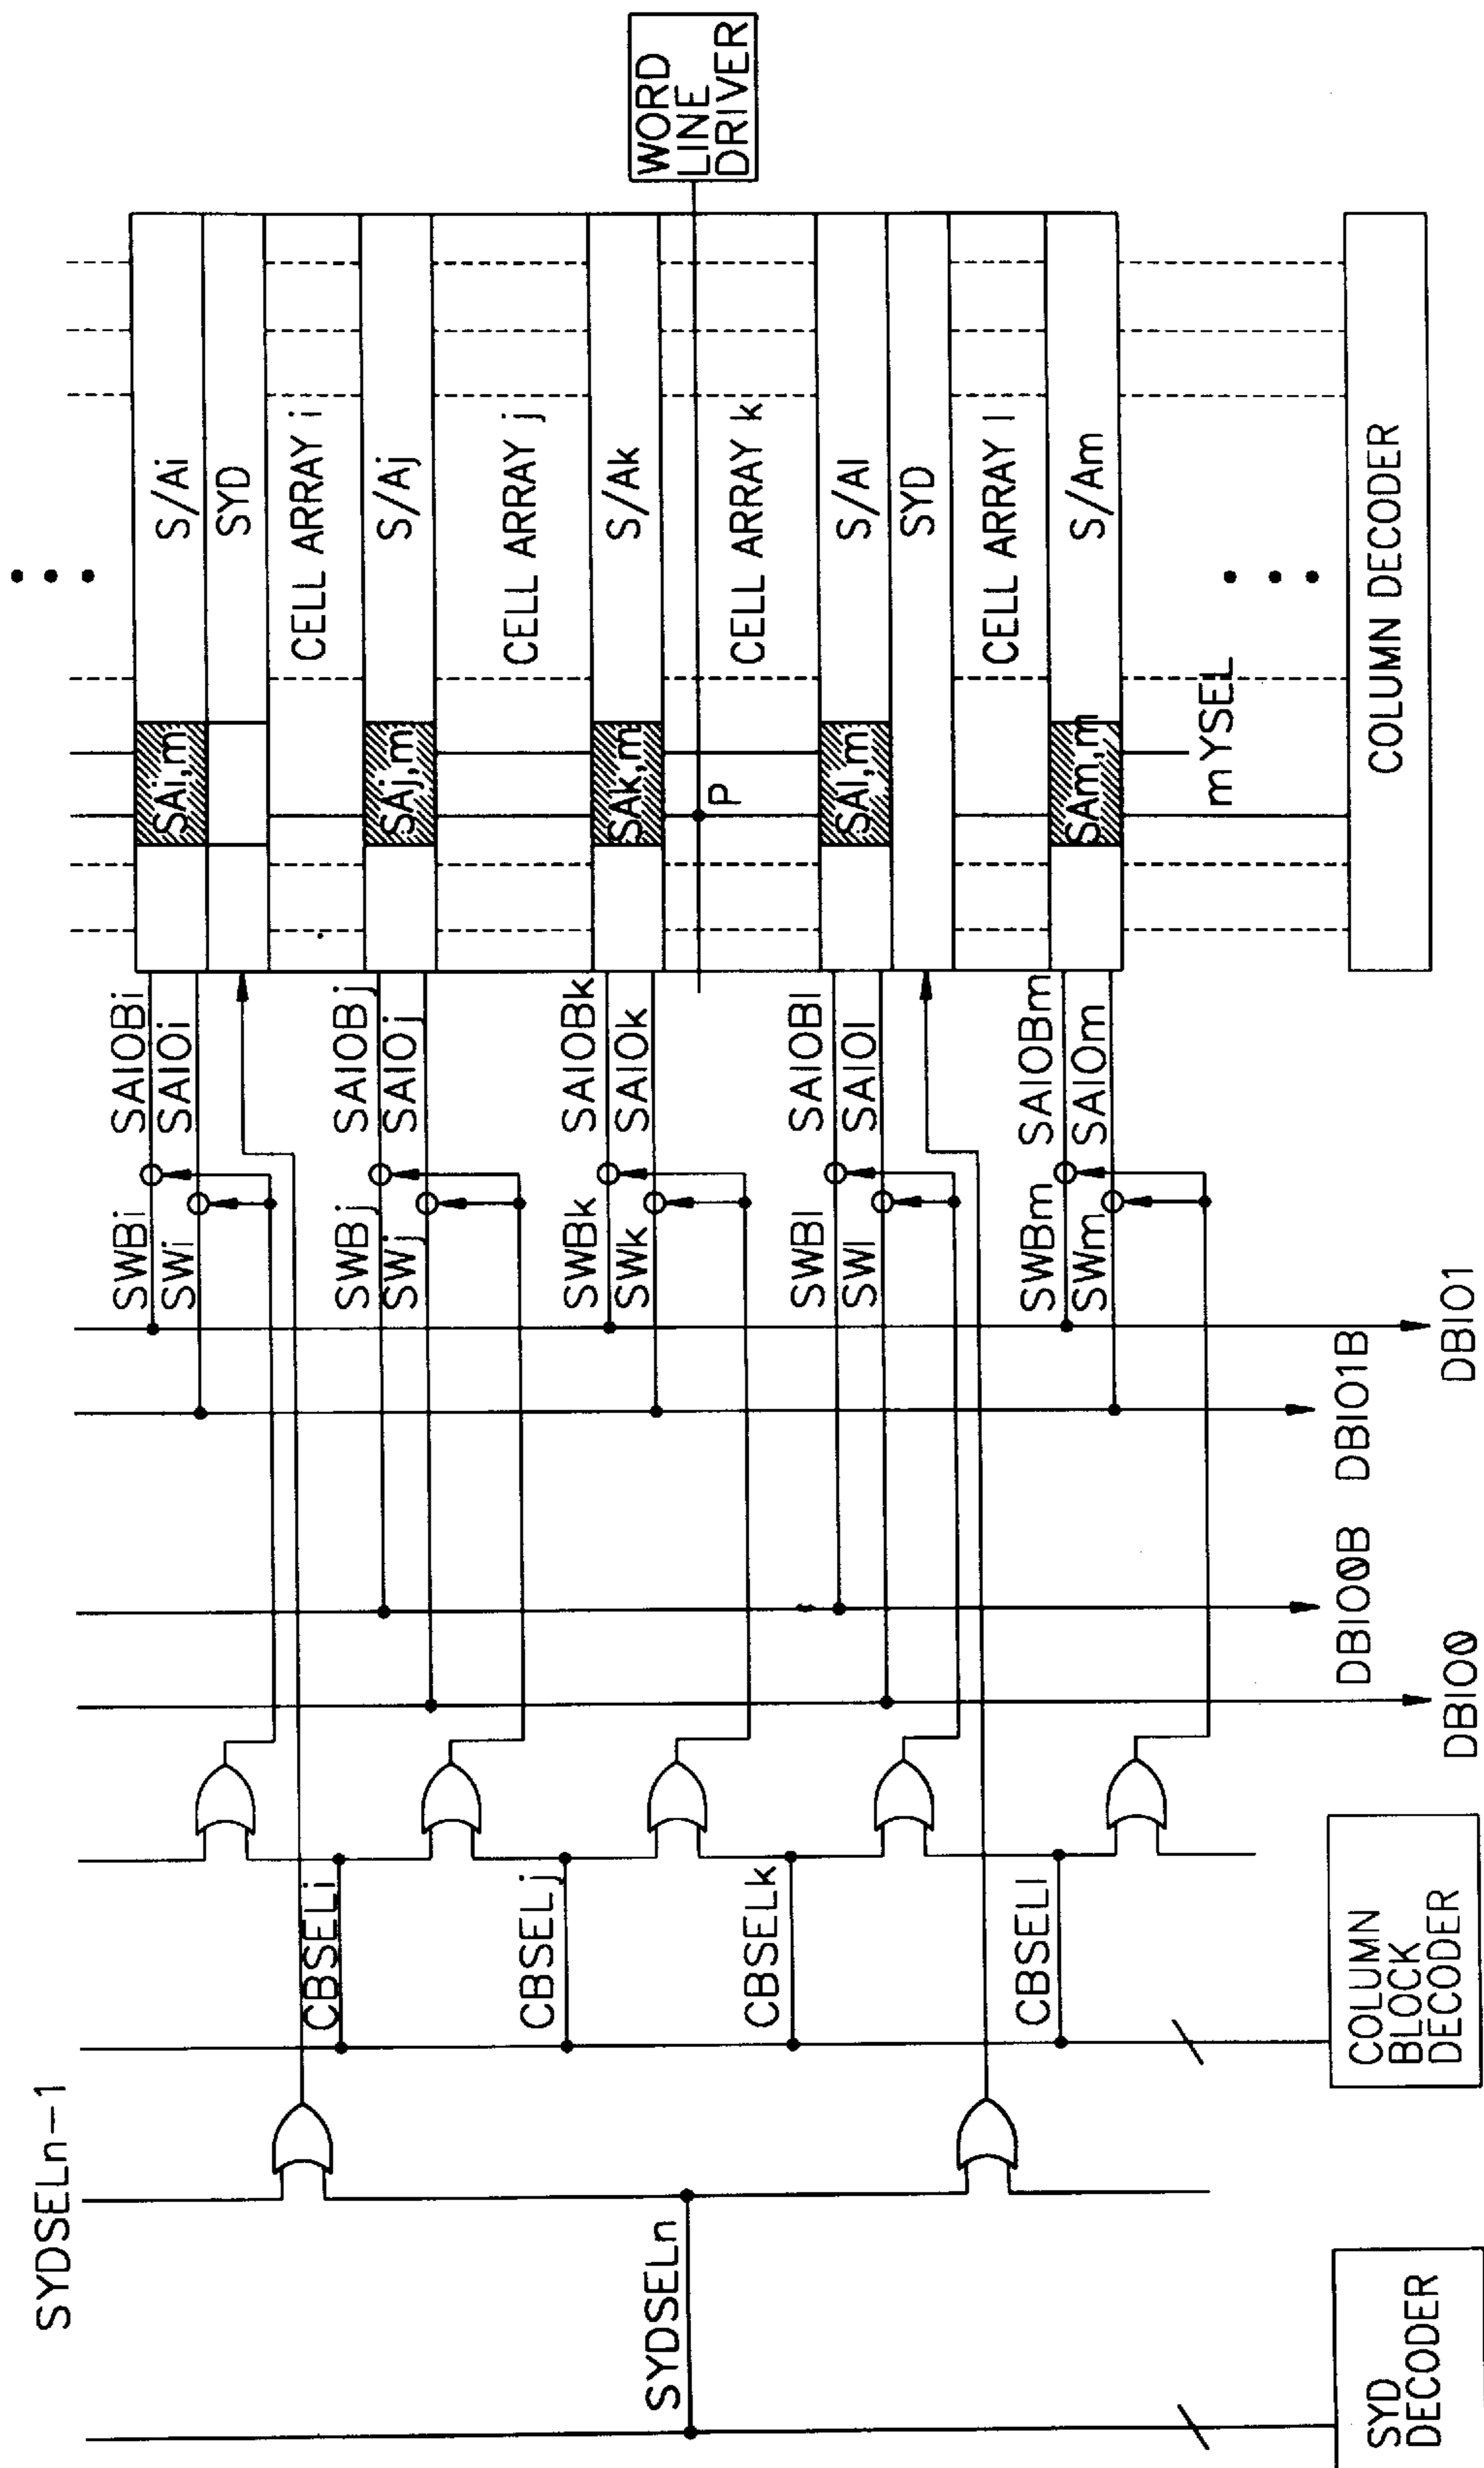 WORD
LINE
DRIVER
S/Ai
SYD
CELL ARRAY i
S/Aj
CELL ARRAY j
S/Ak
CELL ARRAY k
S/Al
SYD
CELL ARRAY l
S/Am
COLUMN DECODER
SAi,m
SAj,m
SAk,m
P
SAl,m
SAm,m
mYSEL
SAIOBi
SAIOi
SAIOBj
SAIOj
SAIOBk
SAIOk
SAIOBl
SAIOl
SAIOBm
SAIOm
SWBi
SWi
SWBj
SWj
SWBk
SWk
SWBl
SWl
SWBm
SWm
DBIO1
DBIO1B
DBIO0B
DBIO0
CBSELi
CBSELj
CBSELk
CBSELl
COLUMN
BLOCK
DECODER
SYDSELn-1
SYDSELn
SYD
DECODER